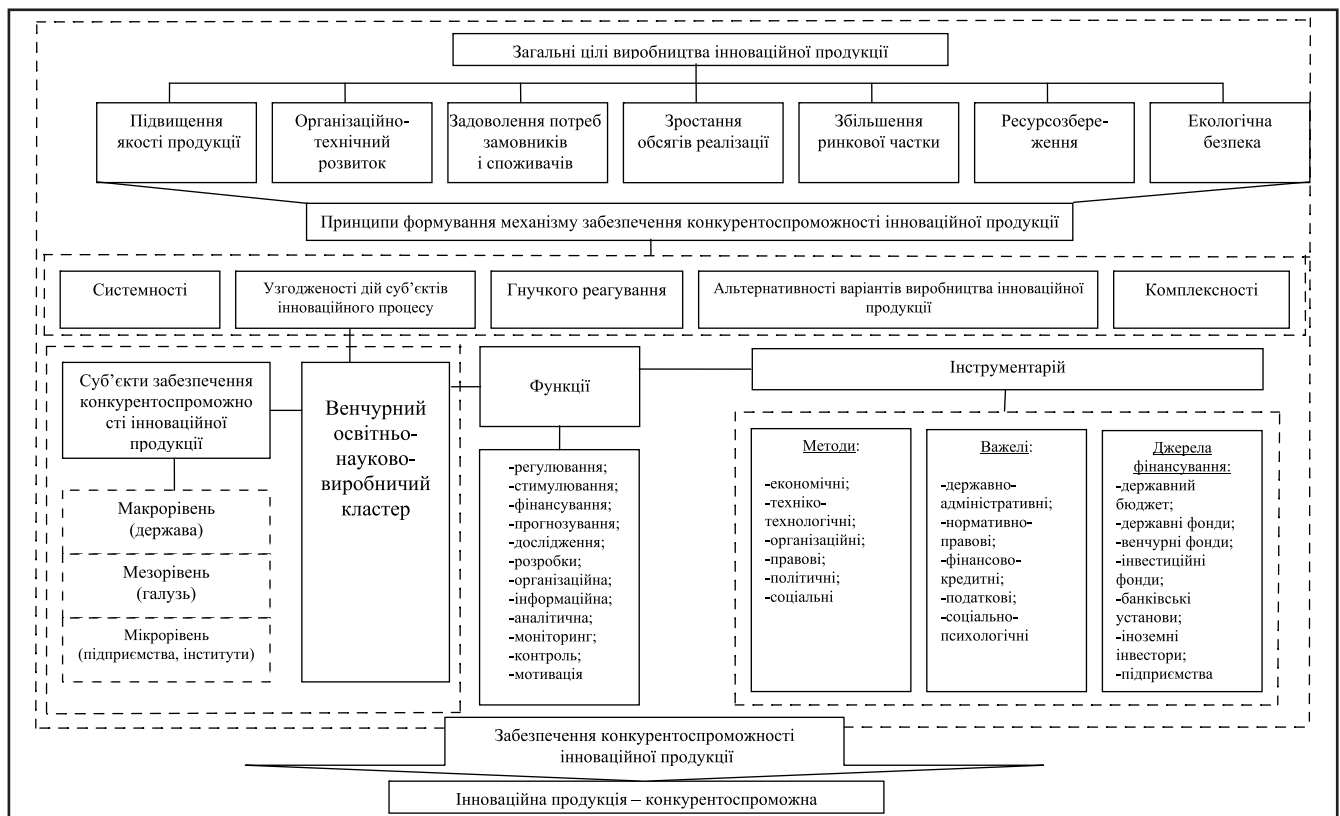 Загальні цілі виробництва інноваційної продукції
Підвищення
якості продукції
Організаційно-
технічний
розвиток
Задоволення потреб
замовників
і споживачів
Зростання
обсягів реалізації
Збільшення
ринкової частки
Ресурсозбере-
ження
Екологічна
безпека
Принципи формування механізму забезпечення конкурентоспроможності інноваційної продукції
Системності
Узгодженості дій суб’єктів
інноваційного процесу
Гнучкого реагування
Альтернативності варіантів виробництва інноваційної
продукції
Комплексності
Суб’єкти забезпечення
конкурентоспроможно
сті інноваційної
продукції
Макрорівень
(держава)
Мезорівень
(галузь)
Мікрорівень
(підприємства, інститути)
Венчурний
освітньо-
науково-
виробничий
кластер
Функції
-регулювання;
-стимулювання;
-фінансування;
-прогнозування;
-дослідження;
-розробки;
-організаційна;
-інформаційна;
-аналітична;
-моніторинг;
-контроль;
-мотивація
Інструментарій
Методи:
-економічні;
-техніко-
технологічні;
-організаційні;
-правові;
-політичні;
-соціальні
Важелі:
-державно-
адміністративні;
-нормативно-
правові;
-фінансово-
кредитні;
-податкові;
-соціально-
психологічні
Джерела
фінансування:
-державний
бюджет;
-державні фонди;
-венчурні фонди;
-інвестиційні
фонди;
-банківські
установи;
-іноземні
інвестори;
-підприємства
Забезпечення конкурентоспроможності
інноваційної продукції
Інноваційна продукція – конкурентоспроможна